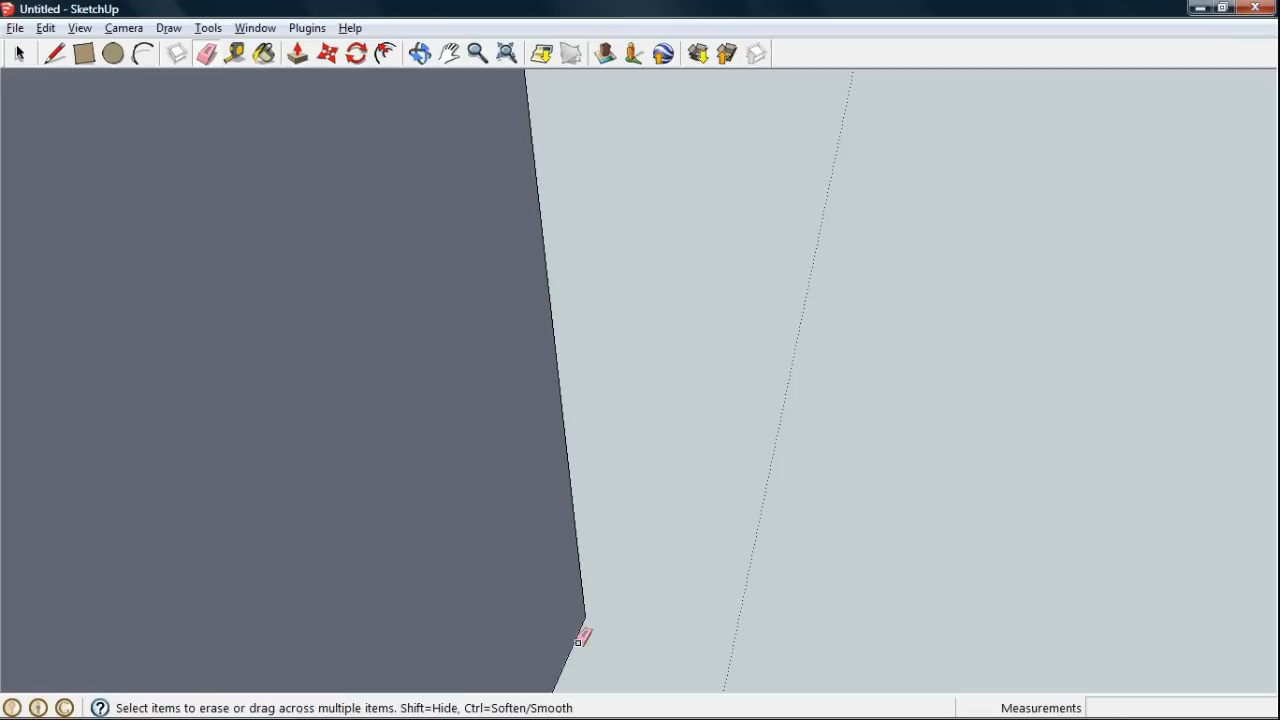 Untitled - SketchUp
File Edit View Camera Draw Tools Window Plugins Help
Select items to erase or drag across multiple items. Shift=Hide, Ctrl=Soften/Smooth Measurements